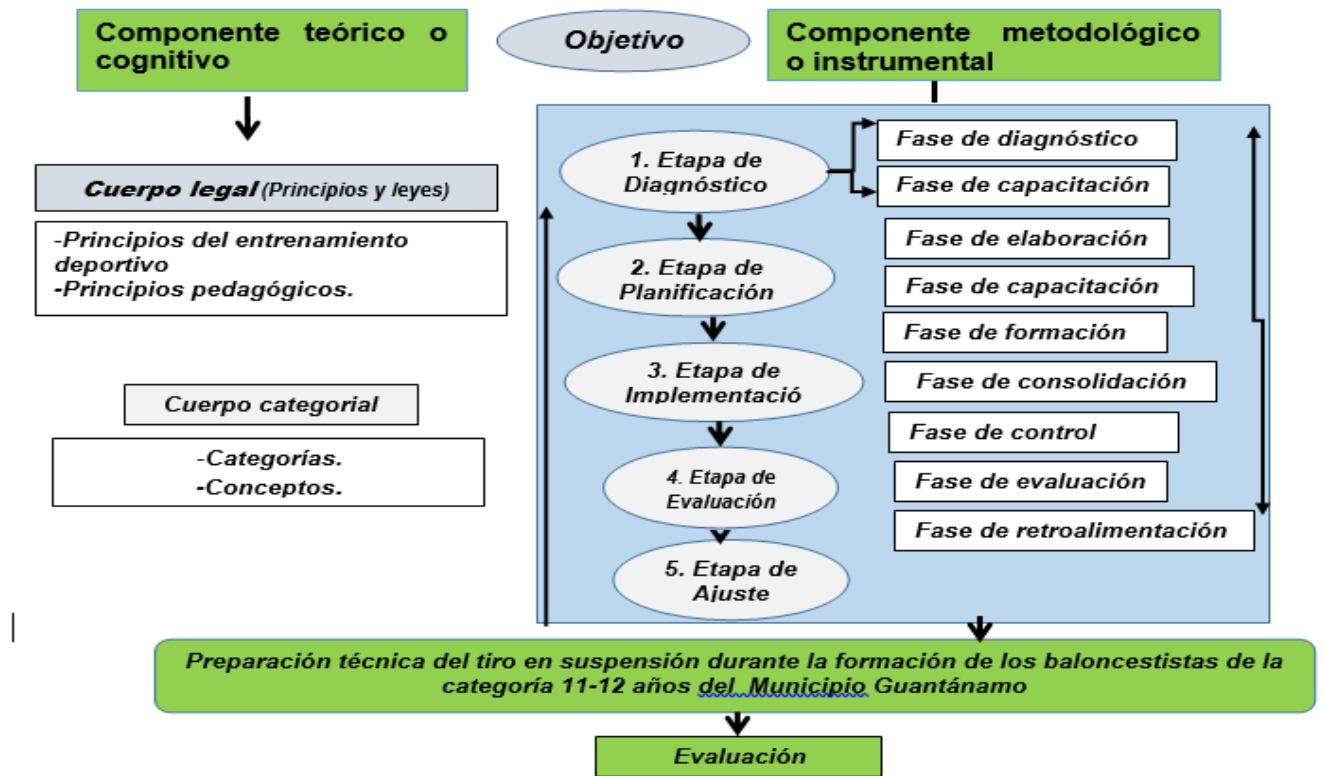 Componente teórico o
cognitivo
Objetivo
Componente metodológico
o instrumental
Cuerpo legal (Principios y leyes)
-Principios del entrenamiento
deportivo
-Principios pedagógicos.
Cuerpo categorial
-Categorías.
-Conceptos.
1. Etapa de
Diagnóstico
2. Etapa de
Planificación
3. Etapa de
Implementació
4. Etapa de
Evaluación
5. Etapa de
Ajuste
Fase de diagnóstico
Fase de capacitación
Fase de elaboración
Fase de capacitación
Fase de formación
Fase de consolidación
Fase de control
Fase de evaluación
Fase de retroalimentación
Preparación técnica del tiro en suspensión durante la formación de los baloncestistas de la
categoría 11-12 años del Municipio Guantánamo
Evaluación